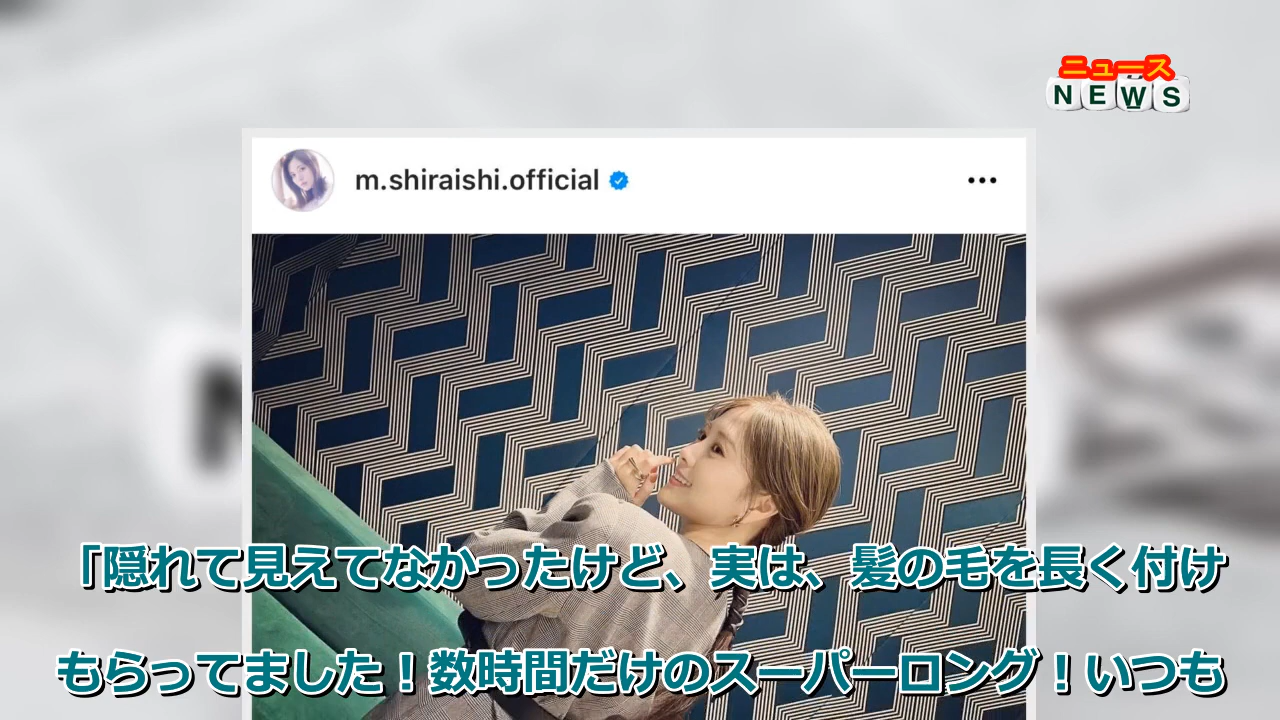 ニュース
NEWS
m.shiraishi.official
「隠れて見えてなかったけど、実は、髪の毛を長く付け
もらってました！数時間だけのスーパーロング！いつも